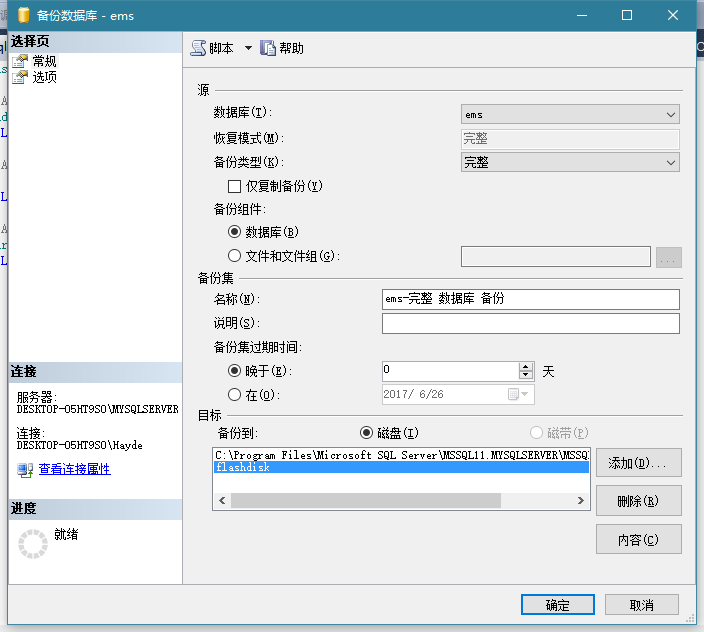 备份数据库 - ems
选择页
常规
选项
脚本 帮助
源
数据库(T): ems
恢复模式(M): 完整
备份类型(K): 完整
仅复制备份(Y)
备份组件:
数据库(B)
文件和文件组(G): ...
备份集
名称(N): ems-完整 数据库 备份
说明(S):
备份集过期时间:
晚于(E): 0 天
在(O): 2017/ 6/26
目标
备份到: 磁盘(I) 磁带(P)
C:\Program Files\Microsoft SQL Server\MSSQL11.MYSQLSERVER\MSSQ
flashdisk
添加(D)...
删除(R)
内容(C)
连接
服务器:
DESKTOP-05HT9SO\MYSQLSERVER
连接:
DESKTOP-05HT9SO\Hayde
查看连接属性
进度
就绪
确定 取消